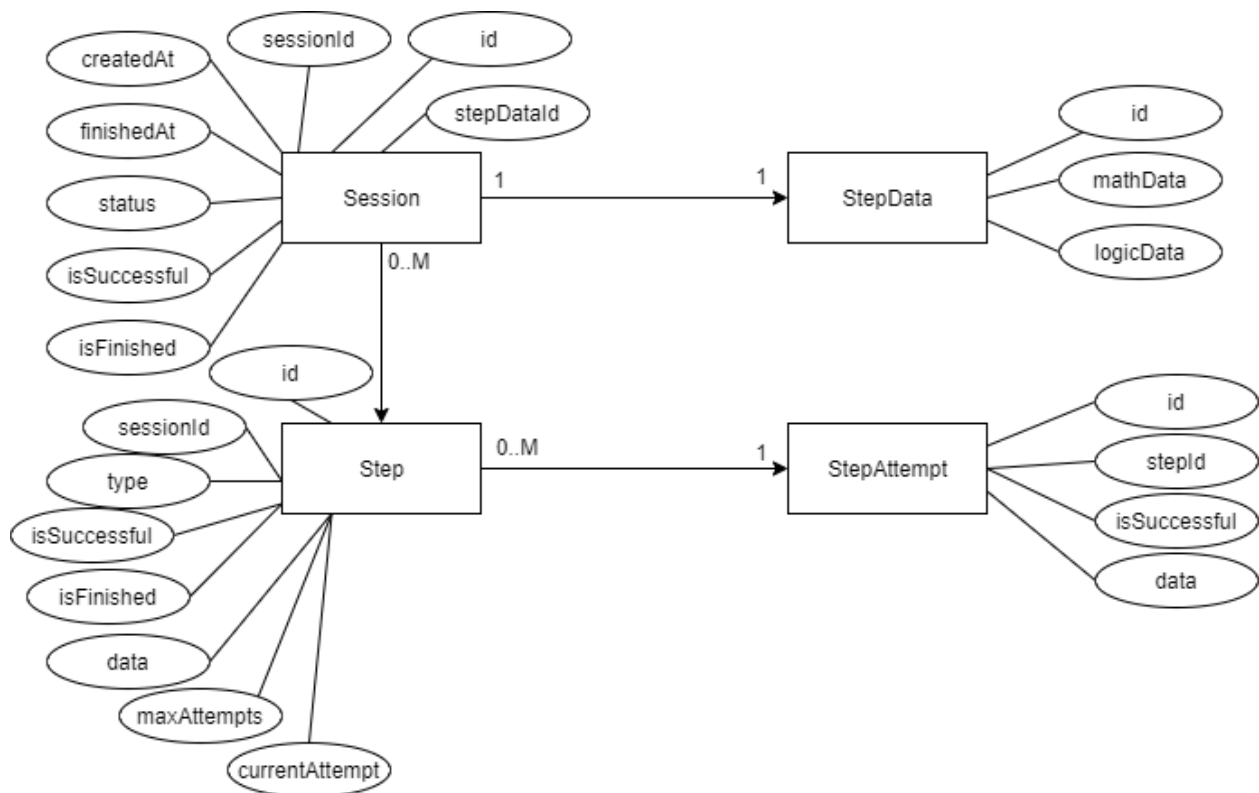 sessionId
id
createdAt
stepDataId
finishedAt
status
isSuccessful
isFinished
Session
1
1
StepData
id
mathData
logicData
0..M
id
sessionId
type
isSuccessful
isFinished
data
maxAttempts
currentAttempt
Step
0..M
1
StepAttempt
id
stepId
isSuccessful
data